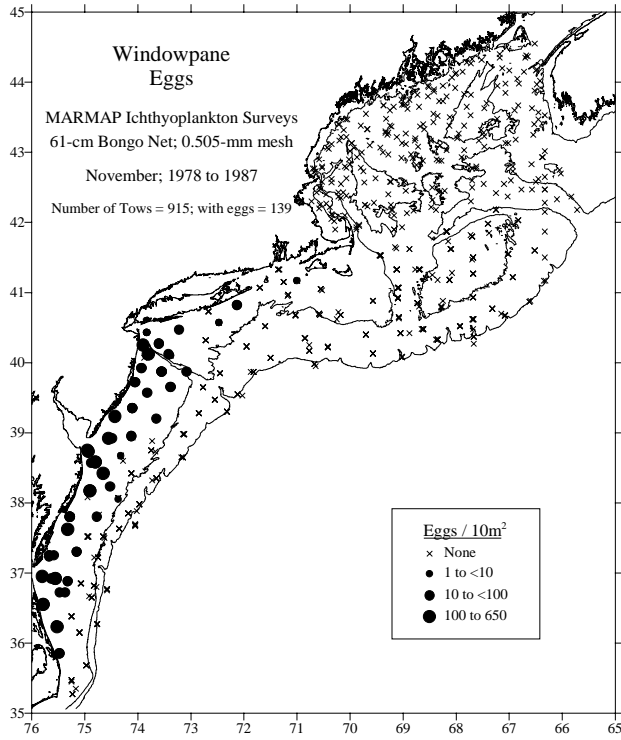 Windowpane
Eggs
MARMAP Ichthyoplankton Surveys
61-cm Bongo Net; 0.505-mm mesh
November; 1978 to 1987
Number of Tows = 915; with eggs = 139
45
44
43
42
41
40
39
38
37
36
35
Eggs / 10m²
None
1 to <10
10 to <100
100 to 650
76 75 74 73 72 71 70 69 68 67 66 65